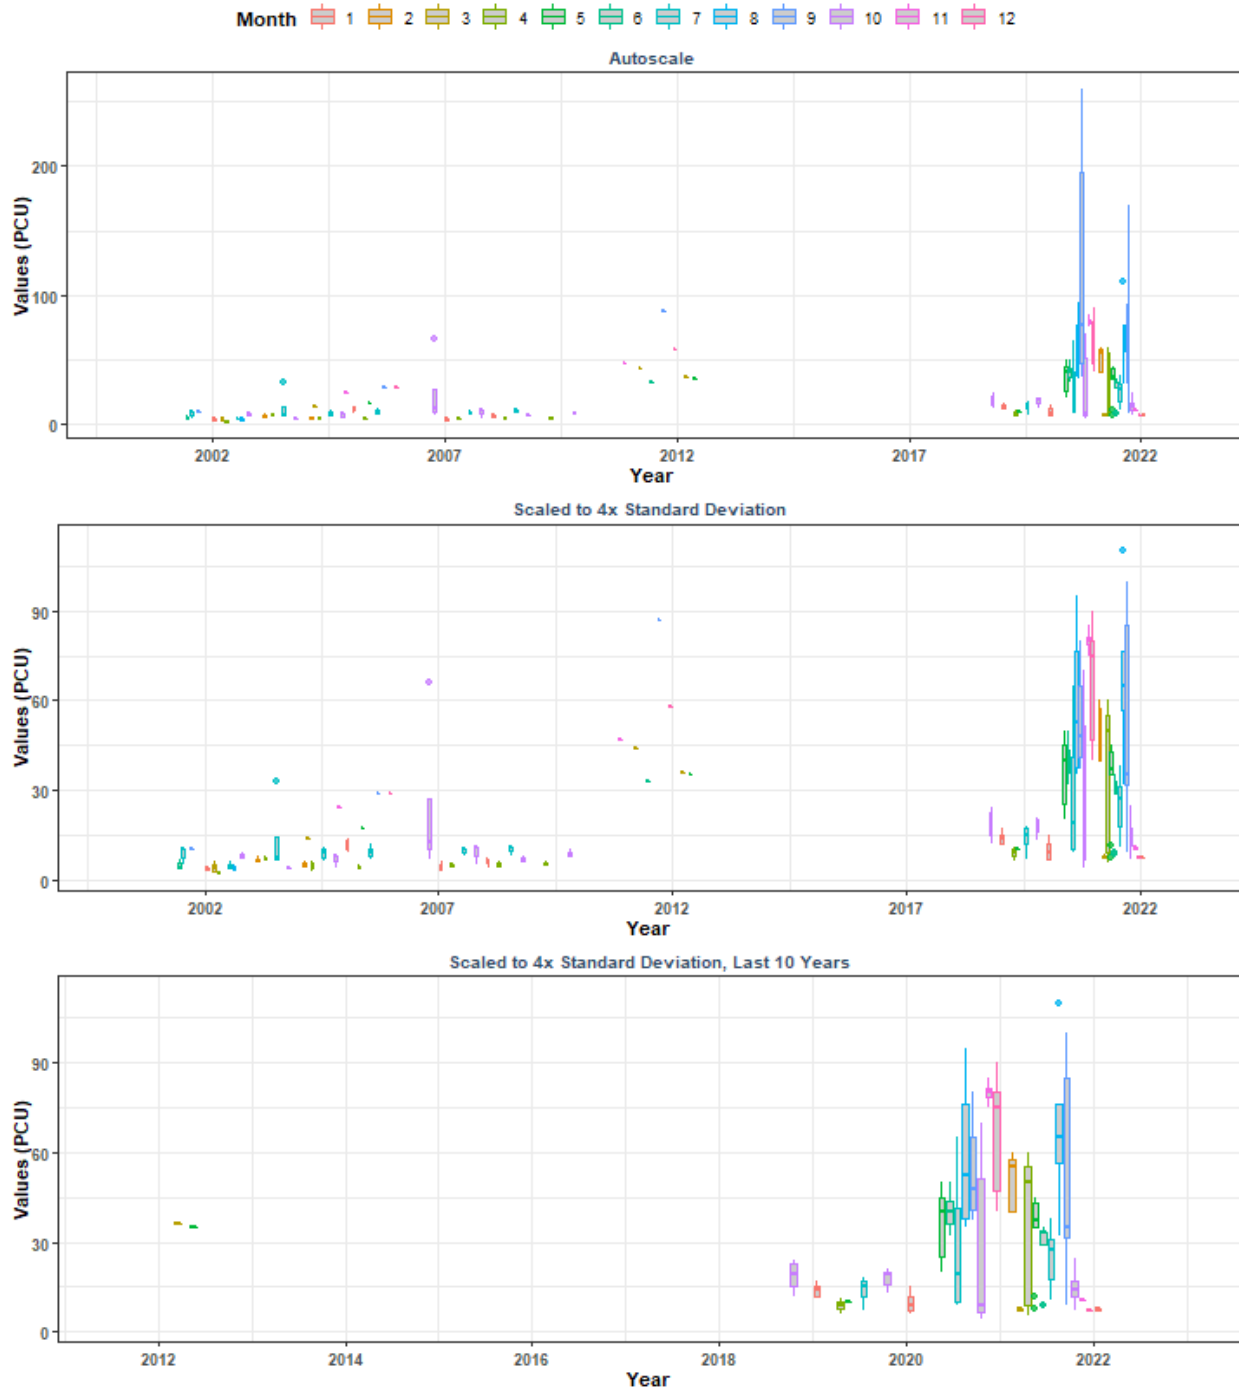 Month 1 2 3 4 5 6 7 8 9 10 11 12
Autoscale
Values (PCU)
200
100
0
2002 2007 2012 2017 2022
Year
Scaled to 4x Standard Deviation
Values (PCU)
90
60
30
0
2002 2007 2012 2017 2022
Year
Scaled to 4x Standard Deviation, Last 10 Years
Values (PCU)
90
60
30
0
2012 2014 2016 2018 2020 2022
Year